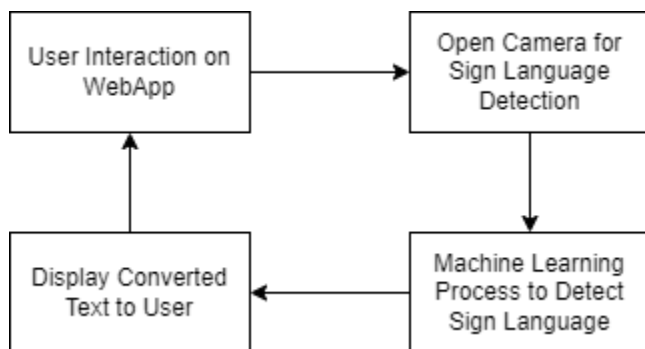 User Interaction on
WebApp
Open Camera for
Sign Language
Detection
Display Converted
Text to User
Machine Learning
Process to Detect
Sign Language